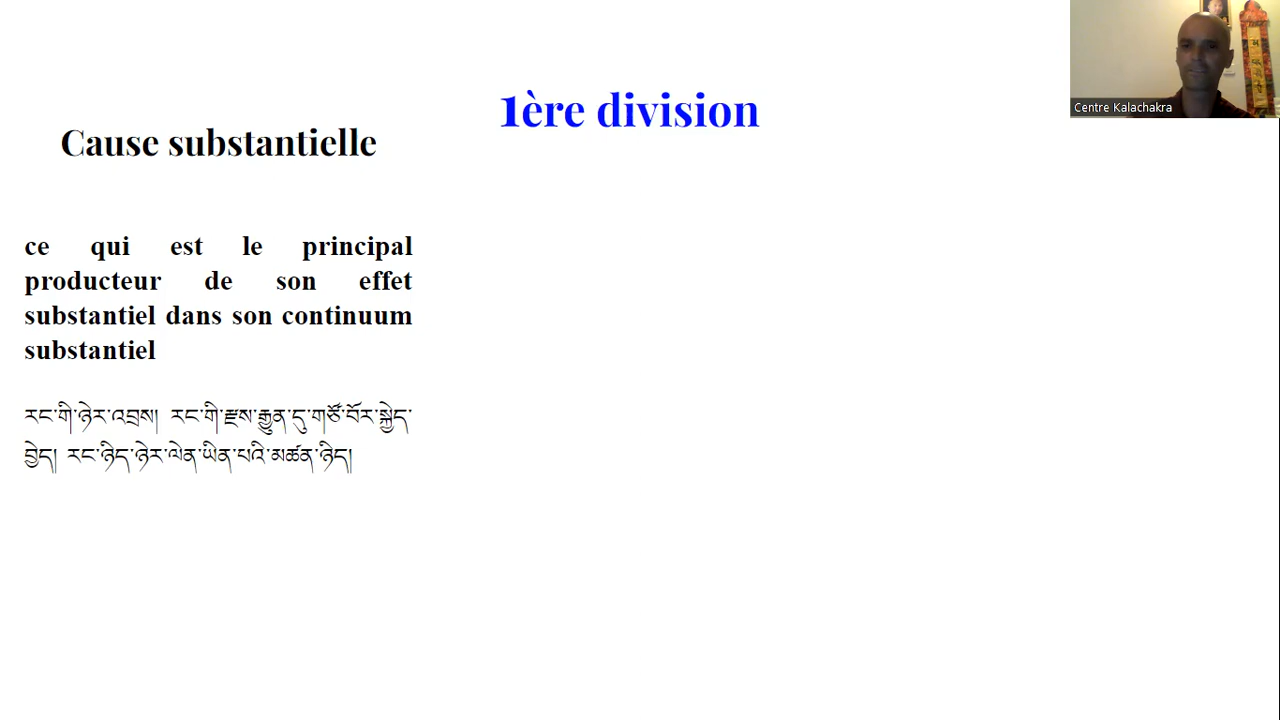 1ère division
Cause substantielle
ce qui est le principal
producteur de son effet
substantiel dans son continuum
substantiel
རང་གི་ཉེར་འབྲས། རང་གི་རྫས་རྒྱུན་དུ་གཙོ་བོར་སྐྱེད་
བྱེད། རང་ཉིད་ཉེར་ལེན་ཡིན་པའི་མཚན་ཉིད།
Centre Kalachakra